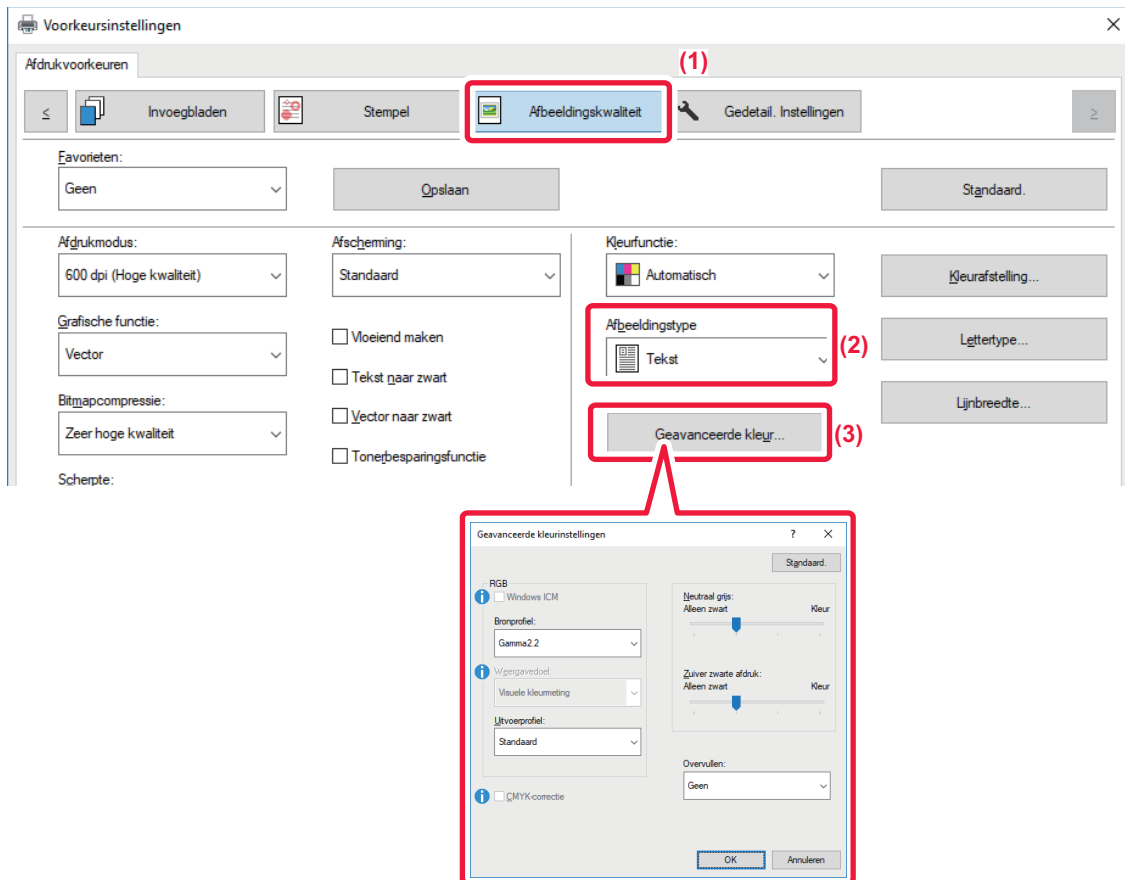 Voorkeursinstellingen
Afdrukvoorkeuren
(1)
< Invoegbladen Stempel Afbeeldingskwaliteit Gedetail. Instellingen >
Favorieten:
Geen Opslaan Standaard.
Afdrukmodus: Afscherming: Kleurfunctie:
600 dpi (Hoge kwaliteit) Standaard Automatisch Kleurafstelling...
Grafische functie: Afbeeldingstype
Vector Vloeiend maken Tekst (2) Lettertype...
Tekst naar zwart
Bitmapcompressie: Lijnbreedte...
Zeer hoge kwaliteit Vector naar zwart Geavanceerde kleur... (3)
Tonerbesparingsfunctie
Scherpte:
Geavanceerde kleurinstellingen ?
Standaard.
RGB
Windows ICM
Bronprofiel:
Gamma2.2
Weergavedoel:
Visuele kleurmeting
Uitvoerprofiel:
Standaard
CMYK-correctie
Neutraal grijs:
Alleen zwart Kleur
Zuiver zwarte afdruk:
Alleen zwart Kleur
Overvullen:
Geen
OK Annuleren